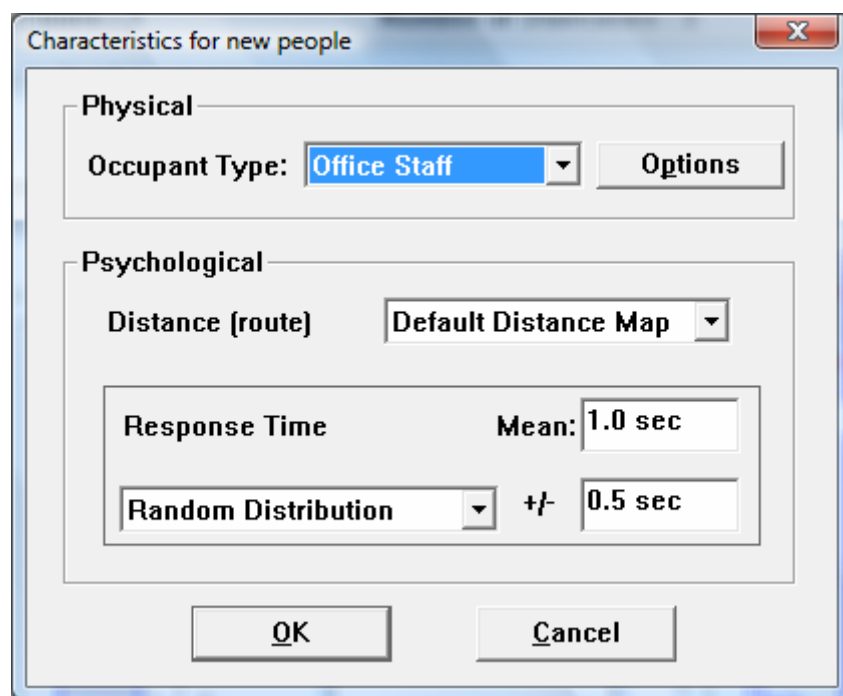 Characteristics for new people
Physical
Occupant Type: Office Staff Options
Psychological
Distance (route) Default Distance Map
Response Time Mean: 1.0 sec
Random Distribution +/- 0.5 sec
OK Cancel